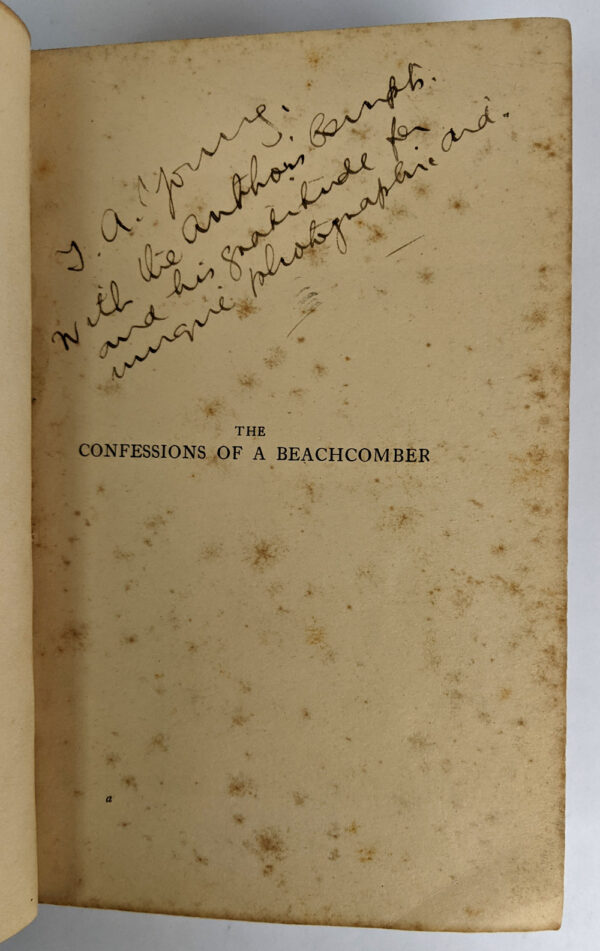 J. A. Young.
With the Author's Compts.
and his gratitude for
unique photographic aid.
THE
CONFESSIONS OF A BEACHCOMBER
a